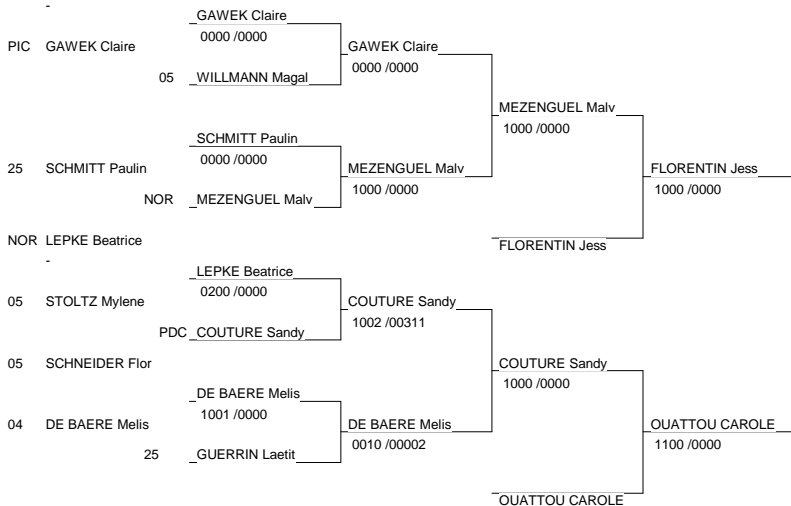 -
GAWEK Claire
0000 /0000
PIC GAWEK Claire
GAWEK Claire
0000 /0000
05 WILLMANN Magal
MEZENGUEL Malv
1000 /0000
SCHMITT Paulin
0000 /0000
25 SCHMITT Paulin
MEZENGUEL Malv
1000 /0000
FLORENTIN Jess
1000 /0000
NOR MEZENGUEL Malv
NOR LEPKE Beatrice
FLORENTIN Jess
-
LEPKE Beatrice
0200 /0000
05 STOLTZ Mylene
COUTURE Sandy
1002 /00311
PDC COUTURE Sandy
05 SCHNEIDER Flor
COUTURE Sandy
1000 /0000
DE BAERE Melis
1001 /0000
04 DE BAERE Melis
DE BAERE Melis
0010 /00002
OUATTOU CAROLE
1100 /0000
25 GUERRIN Laetit
OUATTOU CAROLE